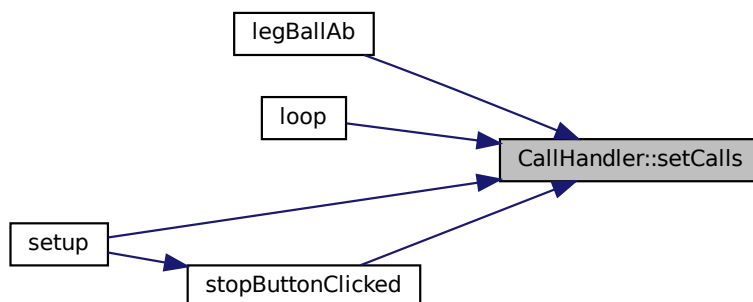 legBallAb
loop
CallHandler::setCalls
setup
stopButtonClicked